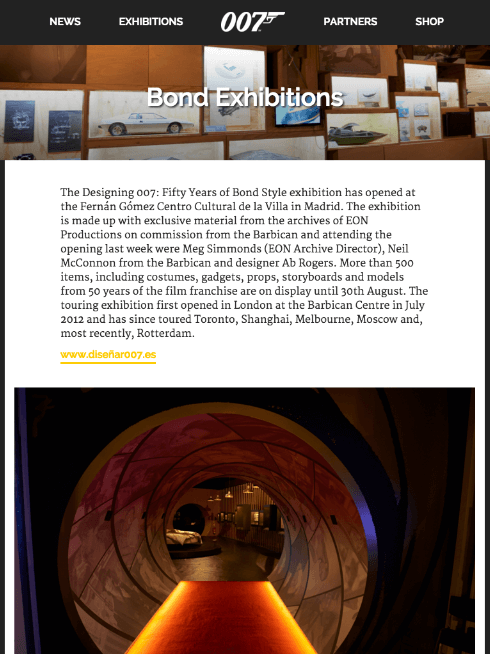 NEWS EXHIBITIONS 007 PARTNERS SHOP
Bond Exhibitions
The Designing 007: Fifty Years of Bond Style exhibition has opened at
the Fernán Gómez Centro Cultural de la Villa in Madrid. The exhibition
is made up with exclusive material from the archives of EON
Productions on commission from the Barbican and attending the
opening last week were Meg Simmonds (EON Archive Director), Neil
McConnon from the Barbican and designer Ab Rogers. More than 500
items, including costumes, gadgets, props, storyboards and models
from 50 years of the film franchise are on display until 30th August. The
touring exhibition first opened in London at the Barbican Centre in July
2012 and has since toured Toronto, Shanghai, Melbourne, Moscow and,
most recently, Rotterdam.
www.diseñar007.es